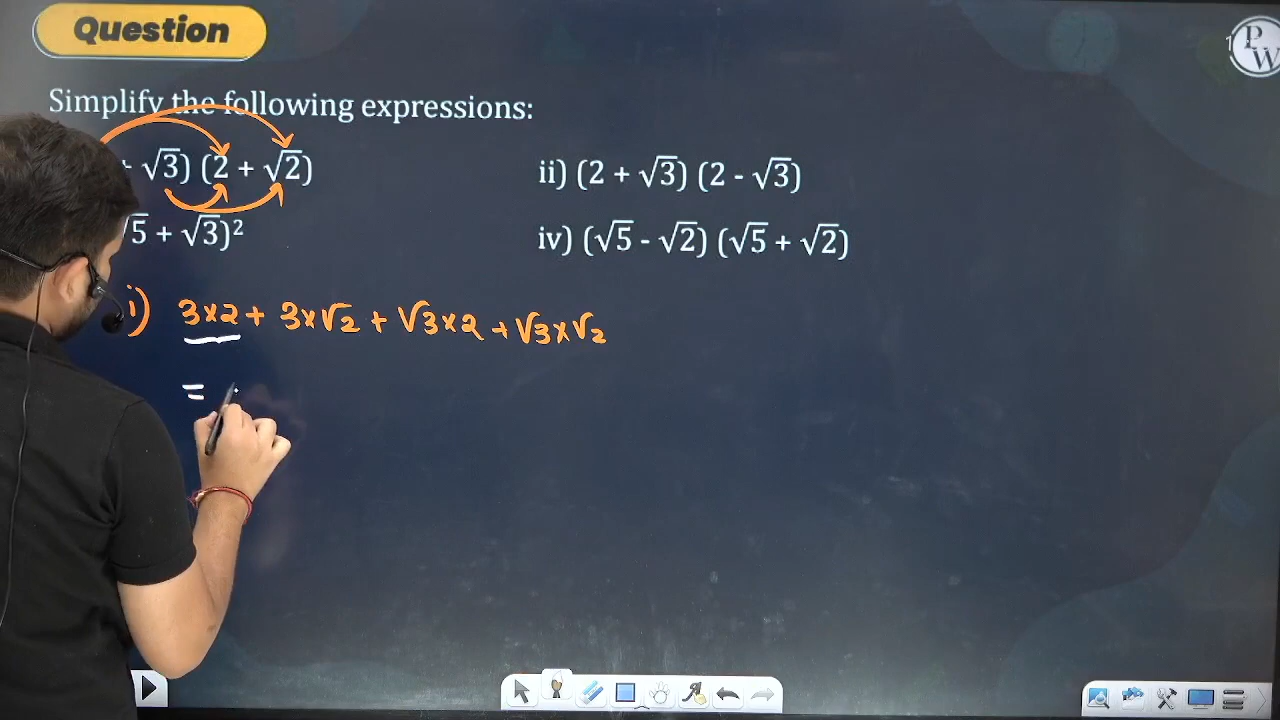 Question
P
W
Simplify the following expressions:
√3) (2 + √2)
ii) (2 + √3) (2 - √3)
√5 + √3)²
iv) (√5 - √2) (√5 + √2)
i) 3×2 + 3×√2 + √3×2 + √3×√2
=